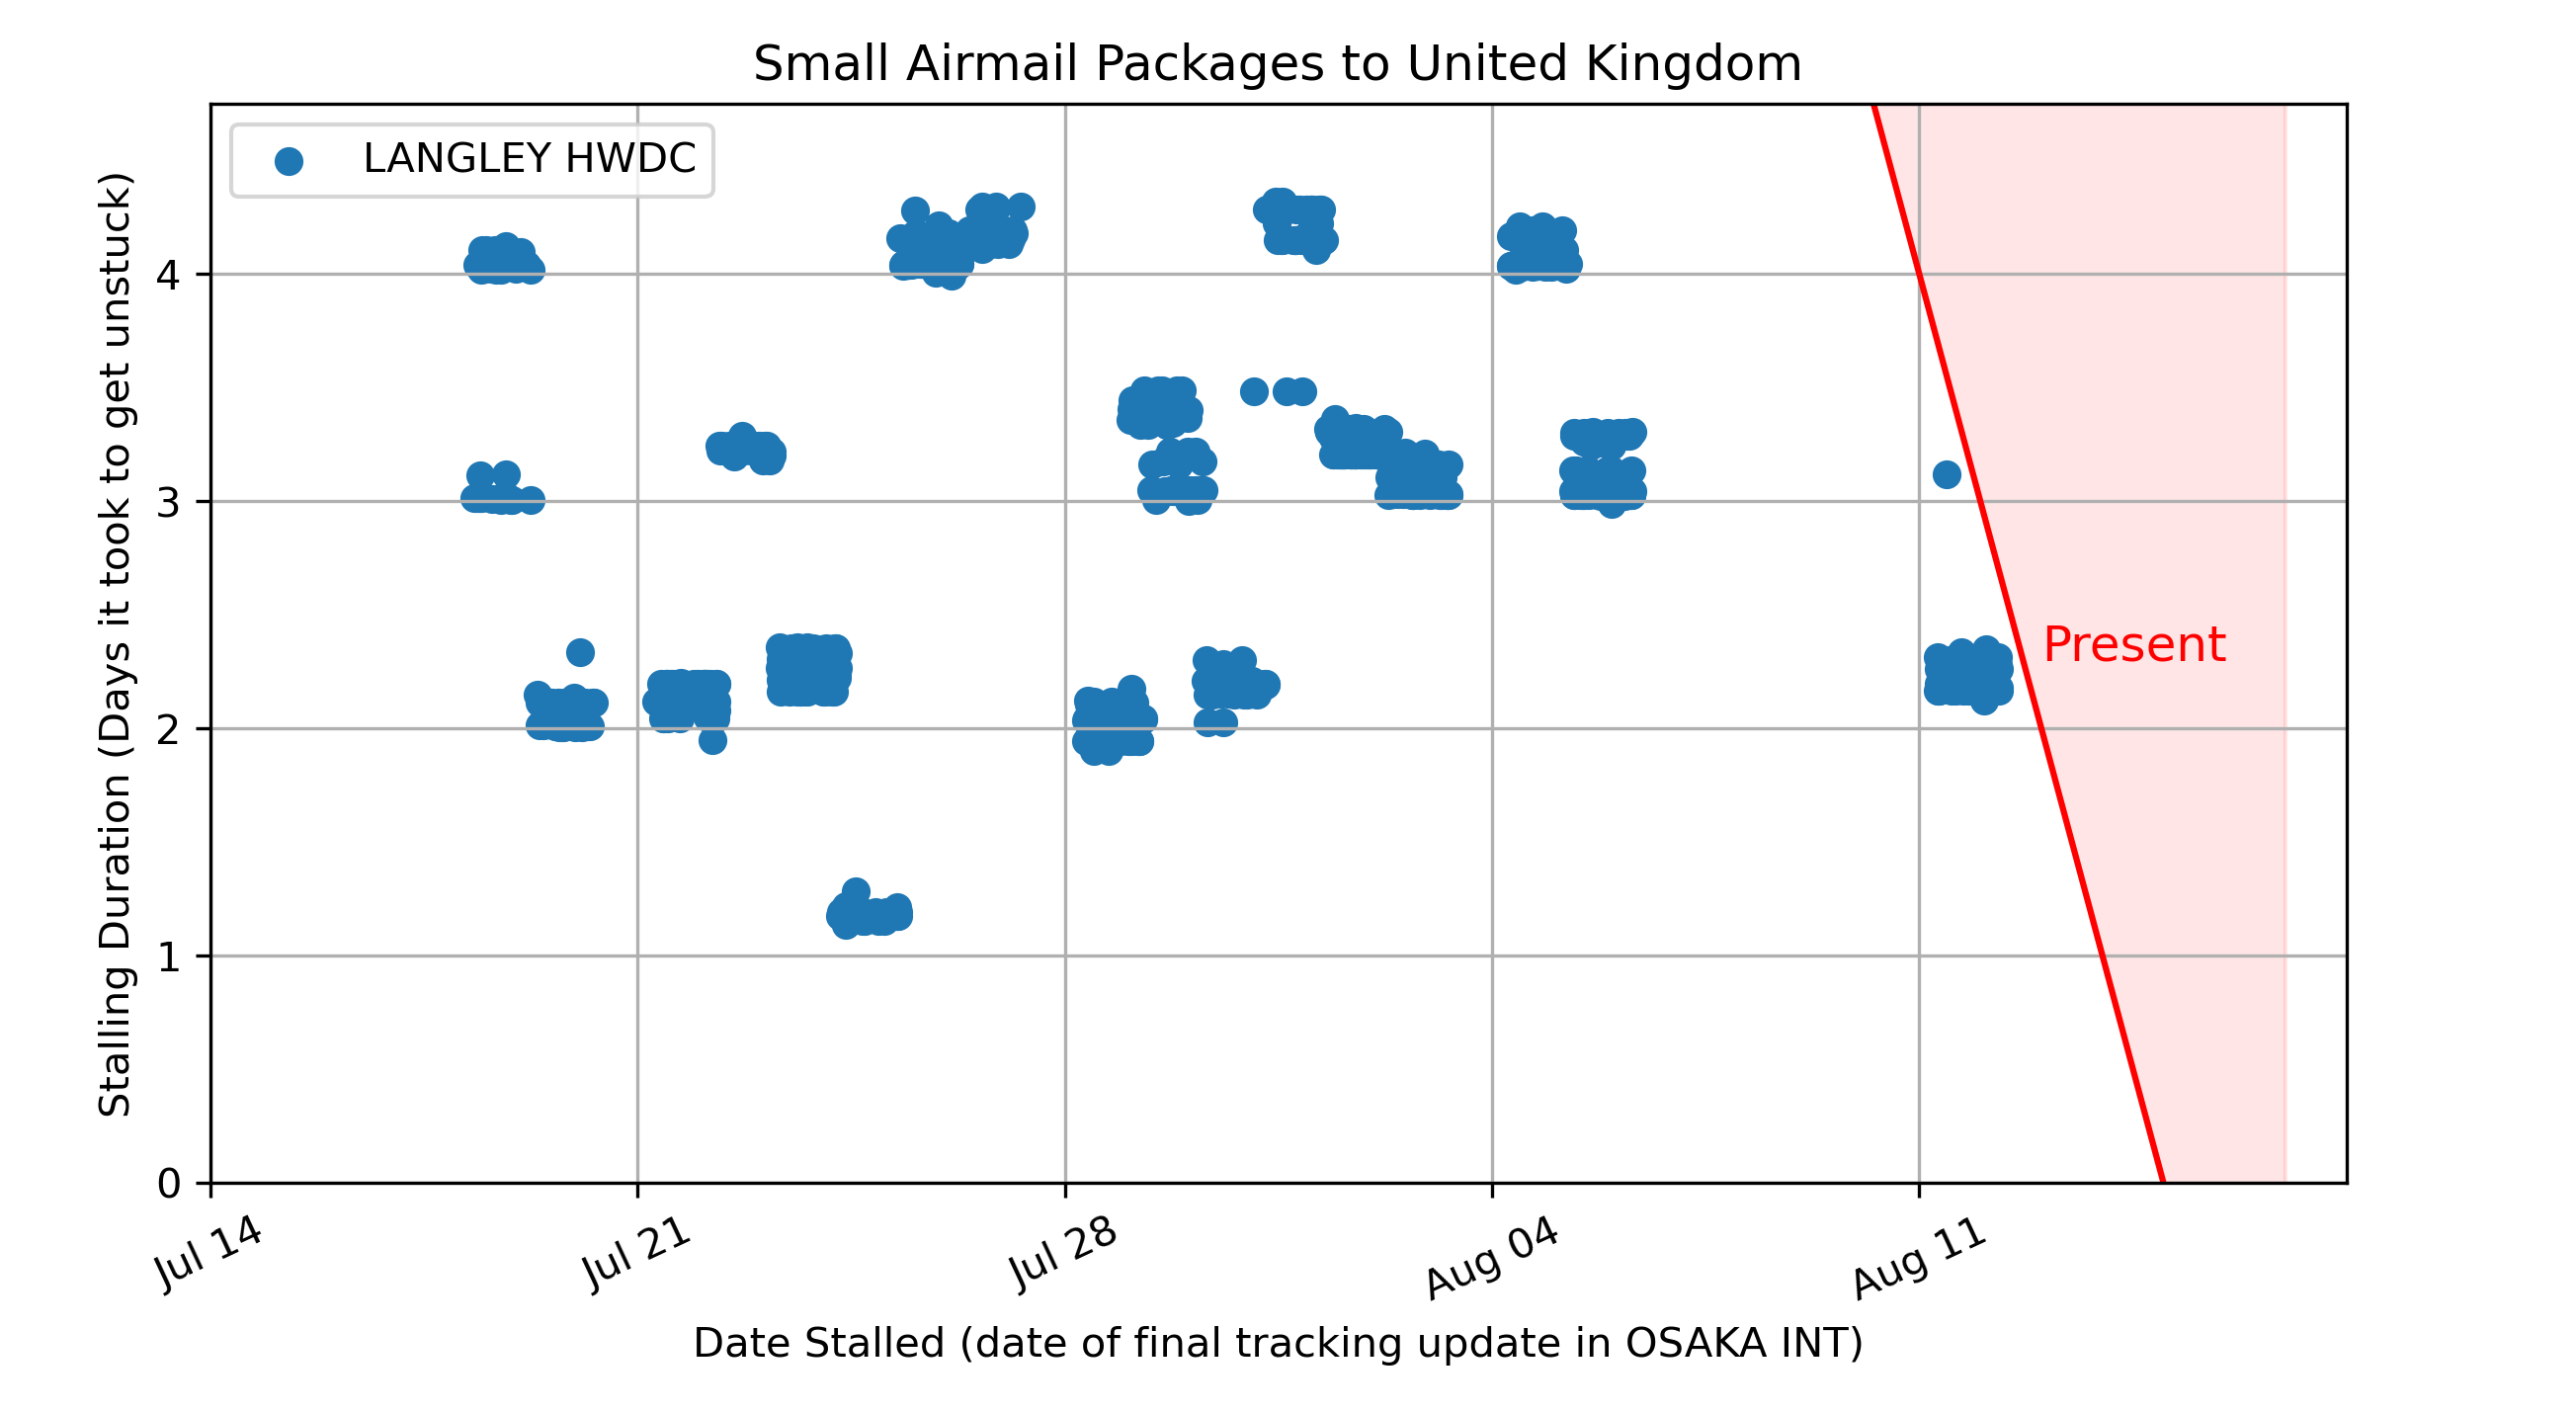 Small Airmail Packages to United Kingdom
LANGLEY HWDC
Stalling Duration (Days it took to get unstuck)
4
3
2
1
0
Present
Jul 14
Jul 21
Jul 28
Aug 04
Aug 11
Date Stalled (date of final tracking update in OSAKA INT)